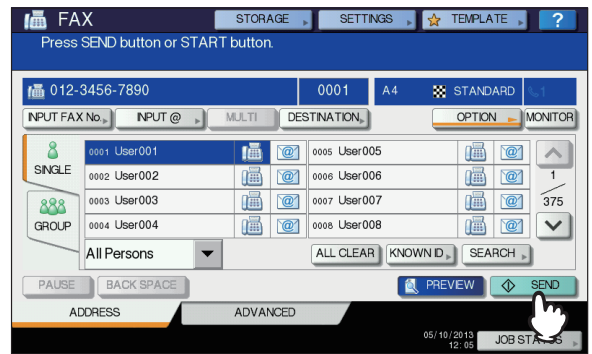 FAX STORAGE SETTINGS TEMPLATE ?
Press SEND button or START button.
012-3456-7890 0001 A4 STANDARD 1
INPUT FAX No. INPUT @ MULTI DESTINATION OPTION MONITOR
SINGLE
GROUP
0001 User001 @ 0005 User005 @
0002 User002 @ 0006 User006 @
0003 User003 @ 0007 User007 @
0004 User004 @ 0008 User008 @
1
375
All Persons ALL CLEAR KNOWN ID SEARCH
PAUSE BACK SPACE PREVIEW SEND
ADDRESS ADVANCED
05/10/2013
12:05
JOB STATUS